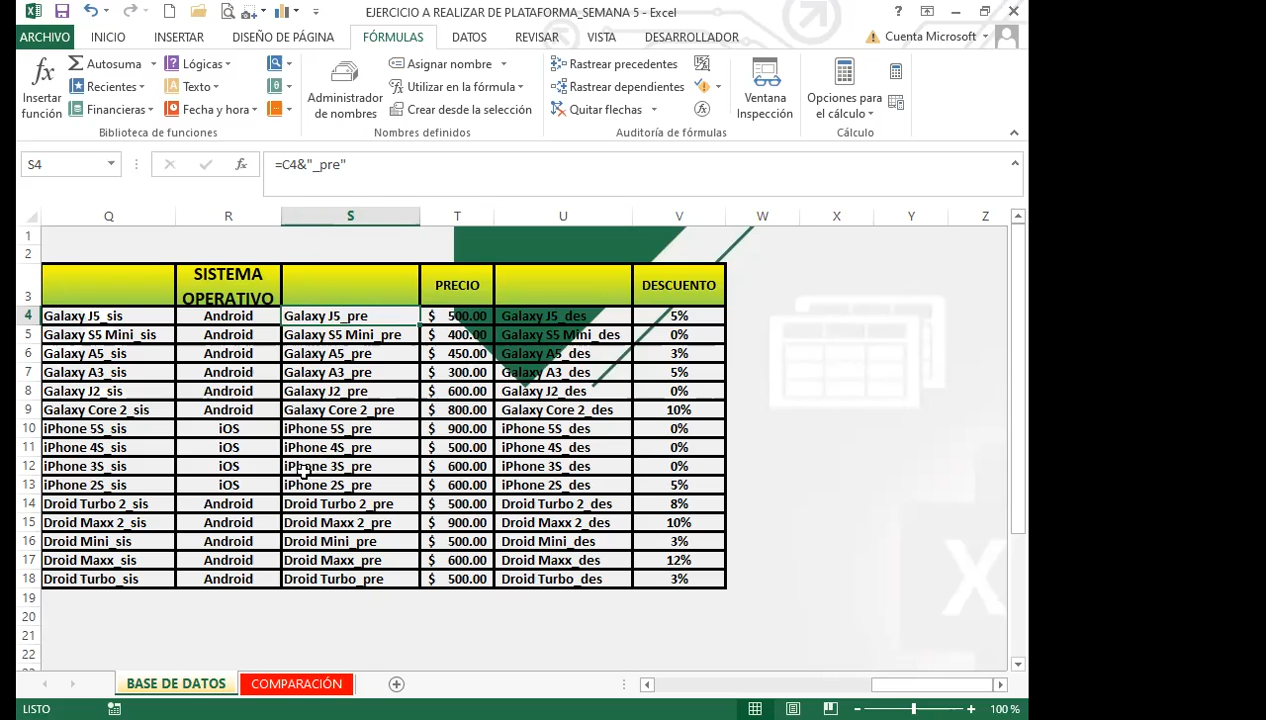 EJERCICIO A REALIZAR DE PLATAFORMA_SEMANA 5 - Excel
ARCHIVO INICIO INSERTAR DISEÑO DE PÁGINA FÓRMULAS DATOS REVISAR VISTA DESARROLLADOR Cuenta Microsoft
Insertar función
Autosuma
Recientes
Financieras
Lógicas
Texto
Fecha y hora
Biblioteca de funciones
Administrador de nombres
Asignar nombre
Utilizar en la fórmula
Crear desde la selección
Nombres definidos
Rastrear precedentes
Rastrear dependientes
Quitar flechas
Auditoría de fórmulas
Ventana Inspección
Opciones para el cálculo
Cálculo
S4 fx =C4&"_pre"
Q R S T U V W X Y Z
1
2
3 SISTEMA OPERATIVO PRECIO DESCUENTO
4 Galaxy J5_sis Android Galaxy J5_pre $ 500.00 Galaxy J5_des 5%
5 Galaxy S5 Mini_sis Android Galaxy S5 Mini_pre $ 400.00 Galaxy S5 Mini_des 0%
6 Galaxy A5_sis Android Galaxy A5_pre $ 450.00 Galaxy A5_des 3%
7 Galaxy A3_sis Android Galaxy A3_pre $ 300.00 Galaxy A3_des 5%
8 Galaxy J2_sis Android Galaxy J2_pre $ 600.00 Galaxy J2_des 0%
9 Galaxy Core 2_sis Android Galaxy Core 2_pre $ 800.00 Galaxy Core 2_des 10%
10 iPhone 5S_sis iOS iPhone 5S_pre $ 900.00 iPhone 5S_des 0%
11 iPhone 4S_sis iOS iPhone 4S_pre $ 500.00 iPhone 4S_des 0%
12 iPhone 3S_sis iOS iPhone 3S_pre $ 600.00 iPhone 3S_des 0%
13 iPhone 2S_sis iOS iPhone 2S_pre $ 600.00 iPhone 2S_des 5%
14 Droid Turbo 2_sis Android Droid Turbo 2_pre $ 500.00 Droid Turbo 2_des 8%
15 Droid Maxx 2_sis Android Droid Maxx 2_pre $ 900.00 Droid Maxx 2_des 10%
16 Droid Mini_sis Android Droid Mini_pre $ 500.00 Droid Mini_des 3%
17 Droid Maxx_sis Android Droid Maxx_pre $ 600.00 Droid Maxx_des 12%
18 Droid Turbo_sis Android Droid Turbo_pre $ 500.00 Droid Turbo_des 3%
19
20
21
22
X
BASE DE DATOS COMPARACIÓN
LISTO 100 %